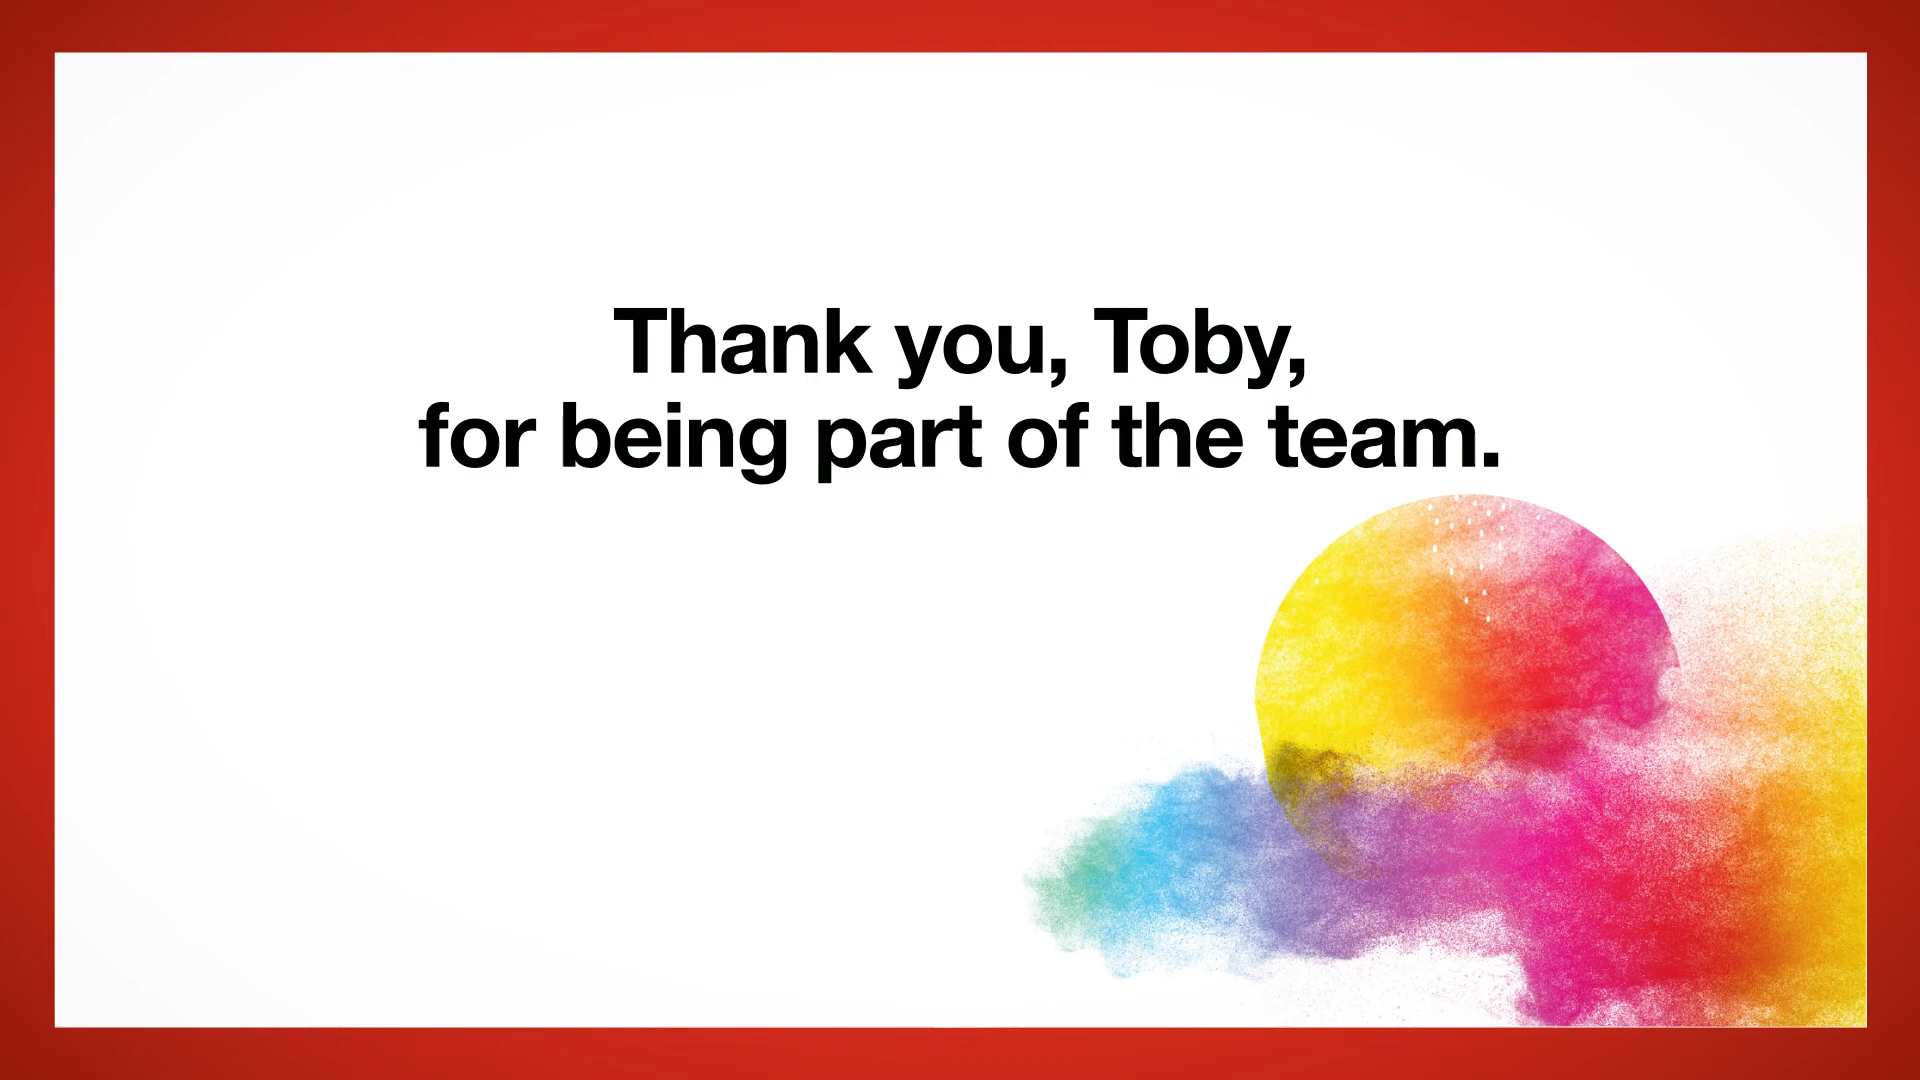 Thank you, Toby,
for being part of the team.